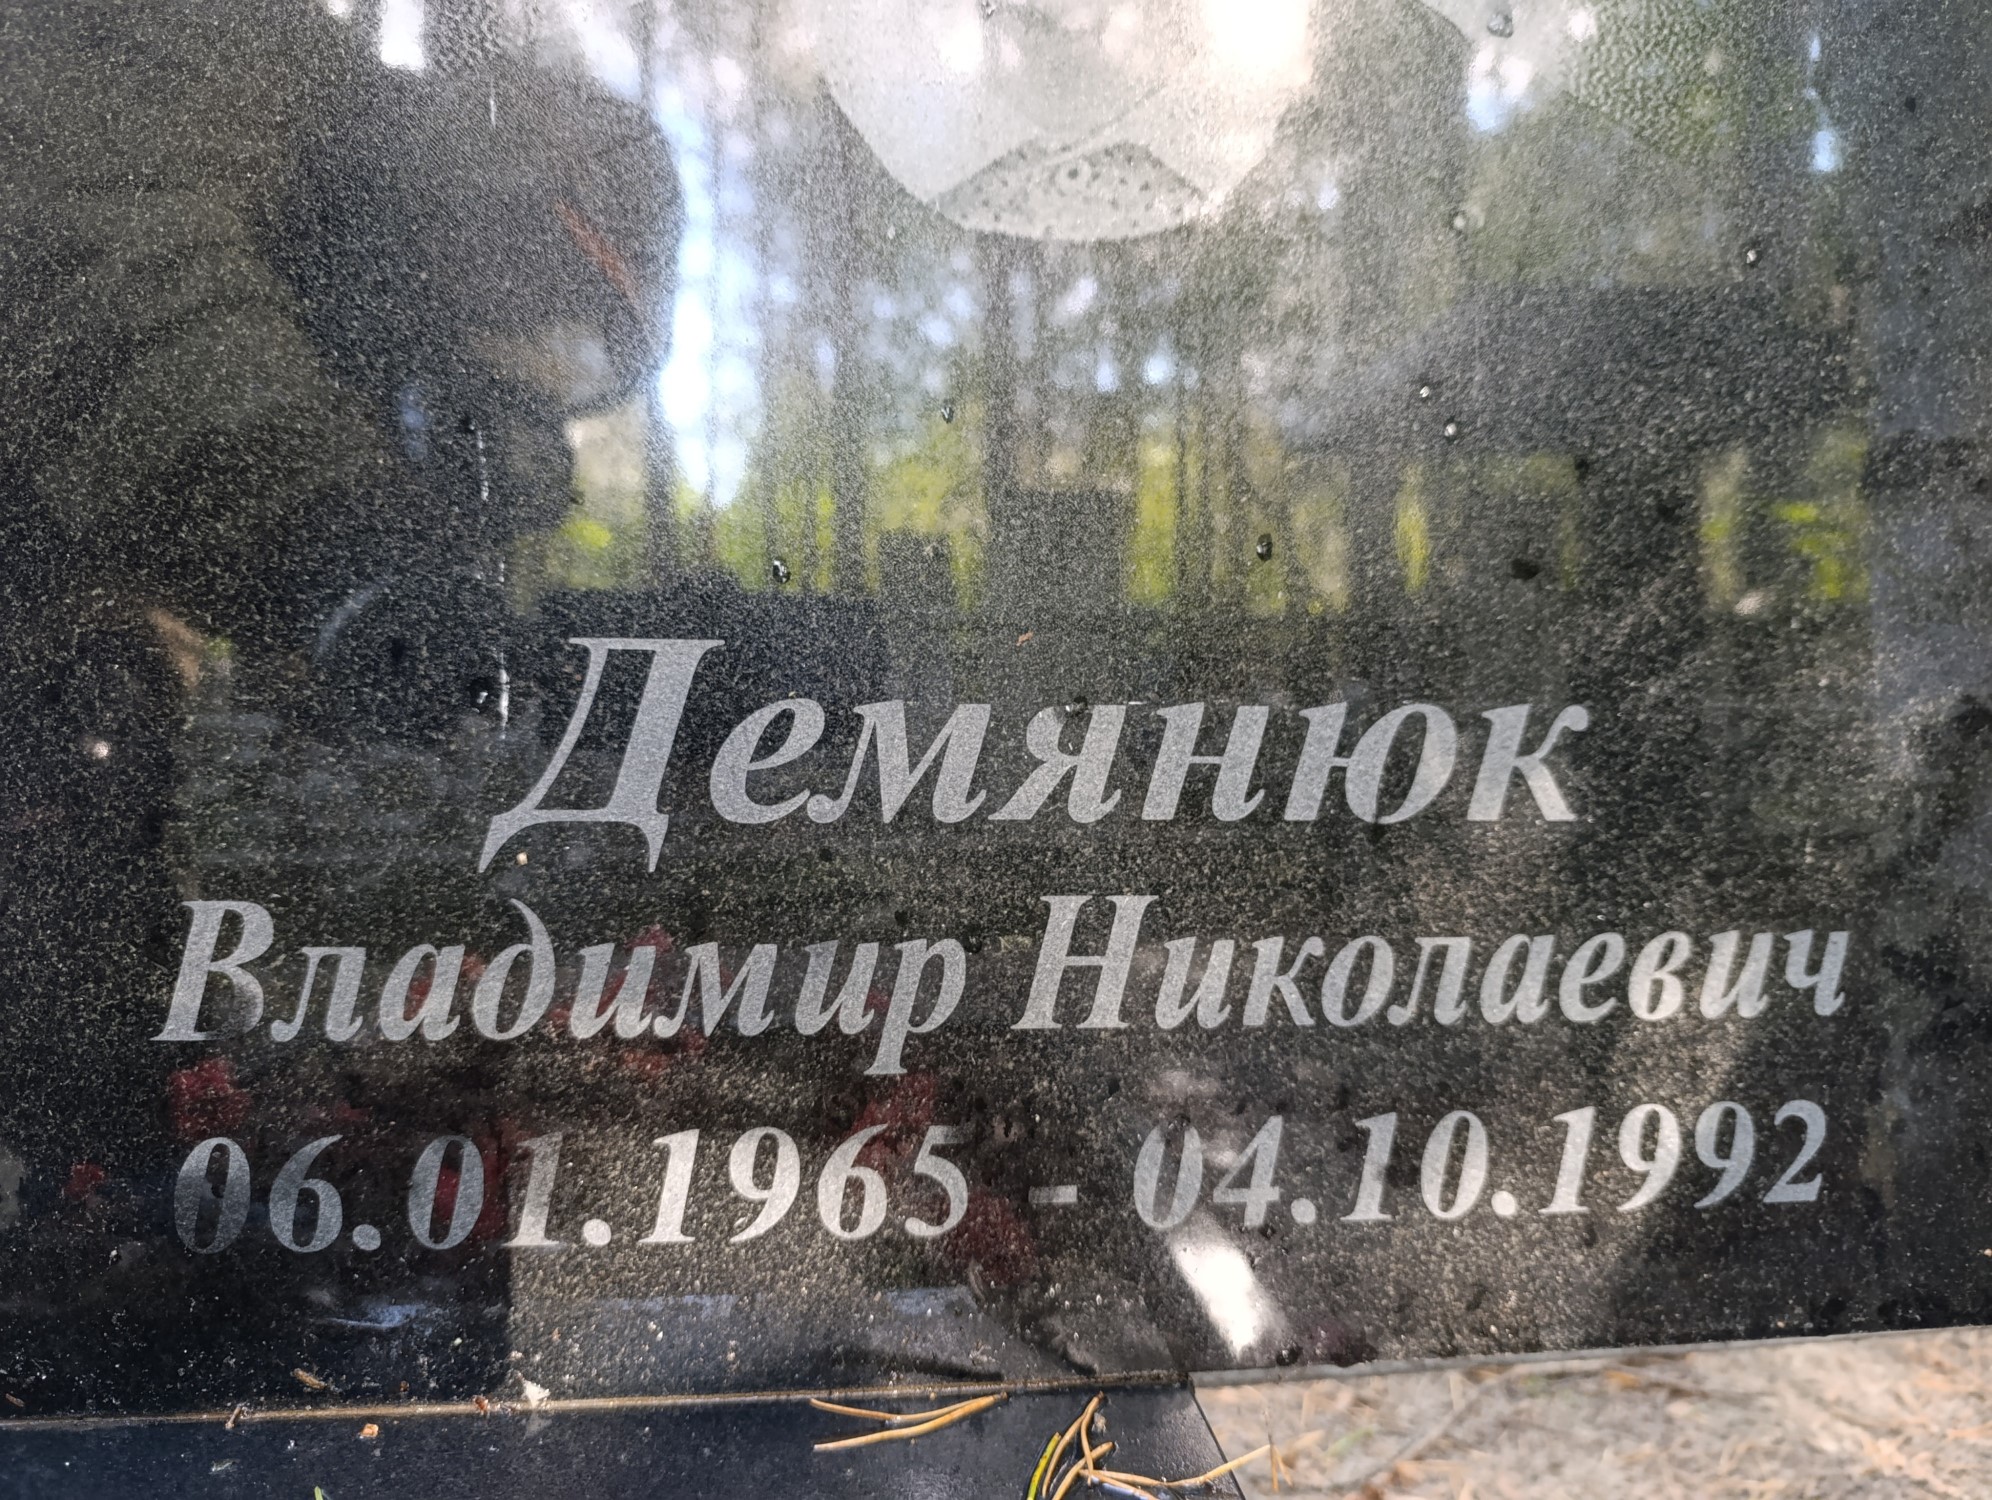 Демянюк
Владимир Николаевич
06.01.1965 - 04.10.1992